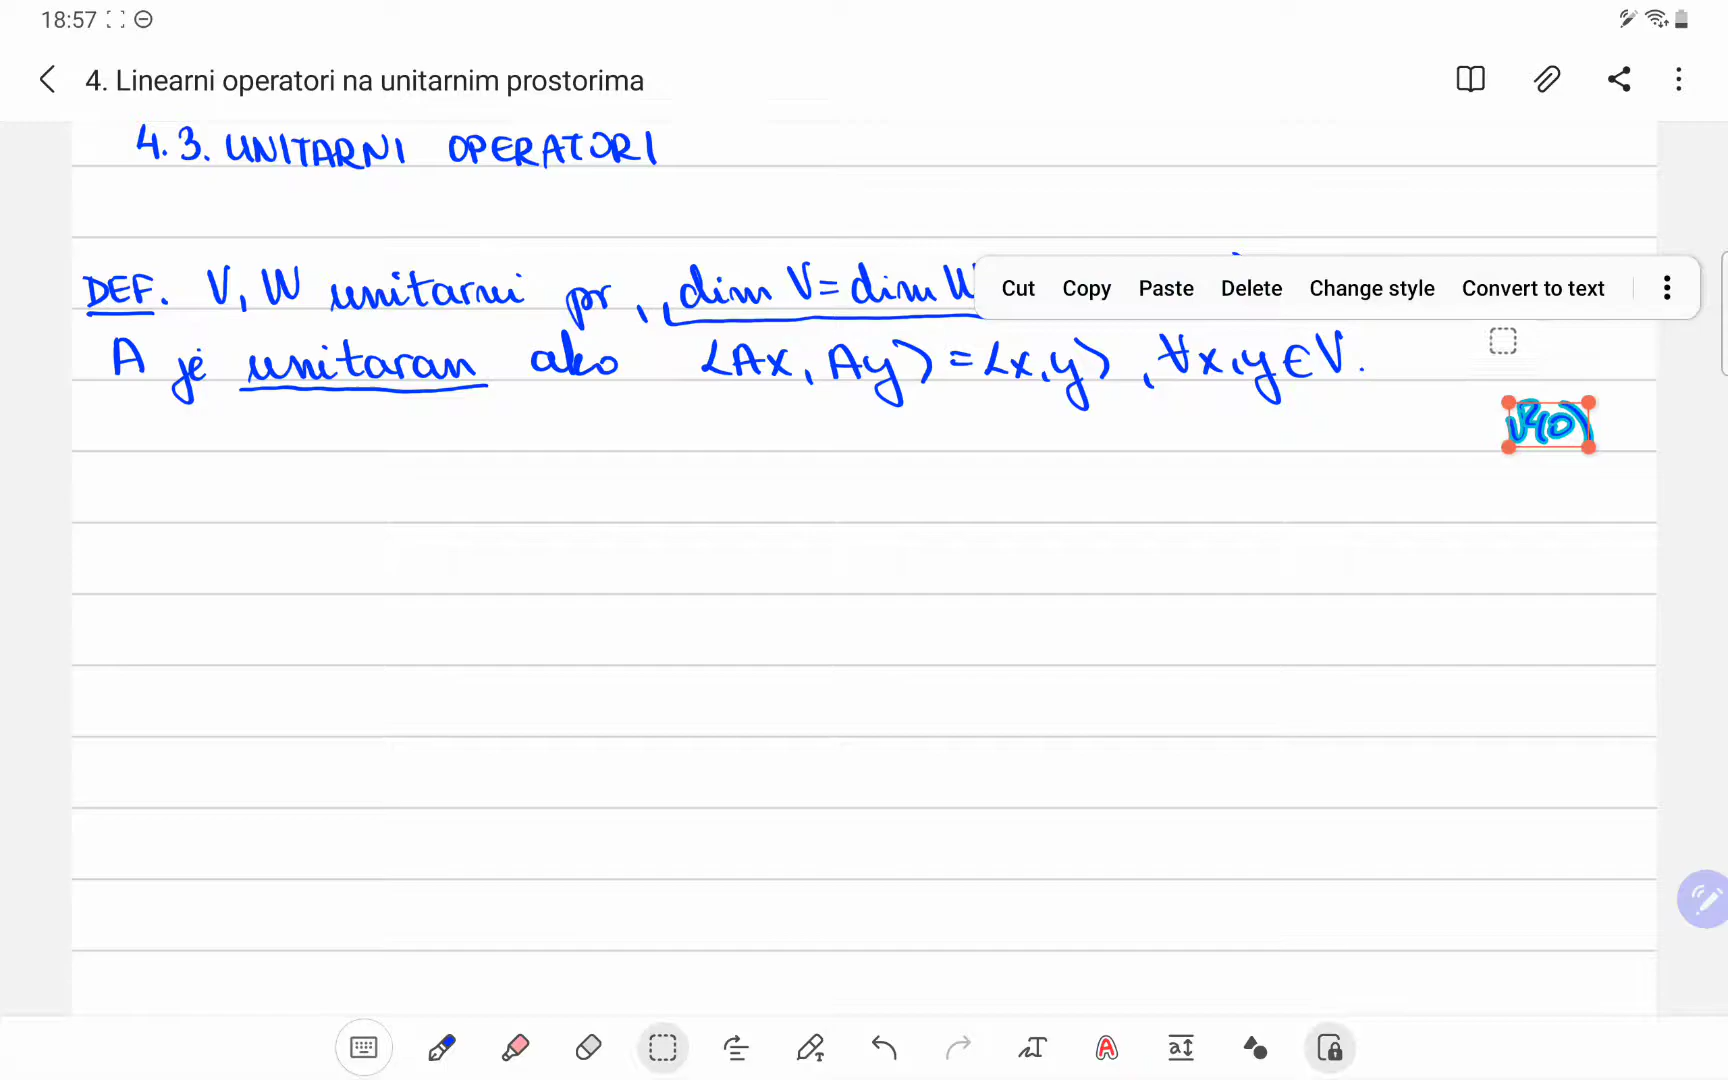 18:57
4. Linearni operatori na unitarnim prostorima
4.3. UNITARNI OPERATORI
DEF. V, W unitarni pr., dim V = dim W
Cut Copy Paste Delete Change style Convert to text
A je unitaran ako ⟨Ax, Ay⟩ = ⟨x, y⟩, ∀x, y ∈ V.